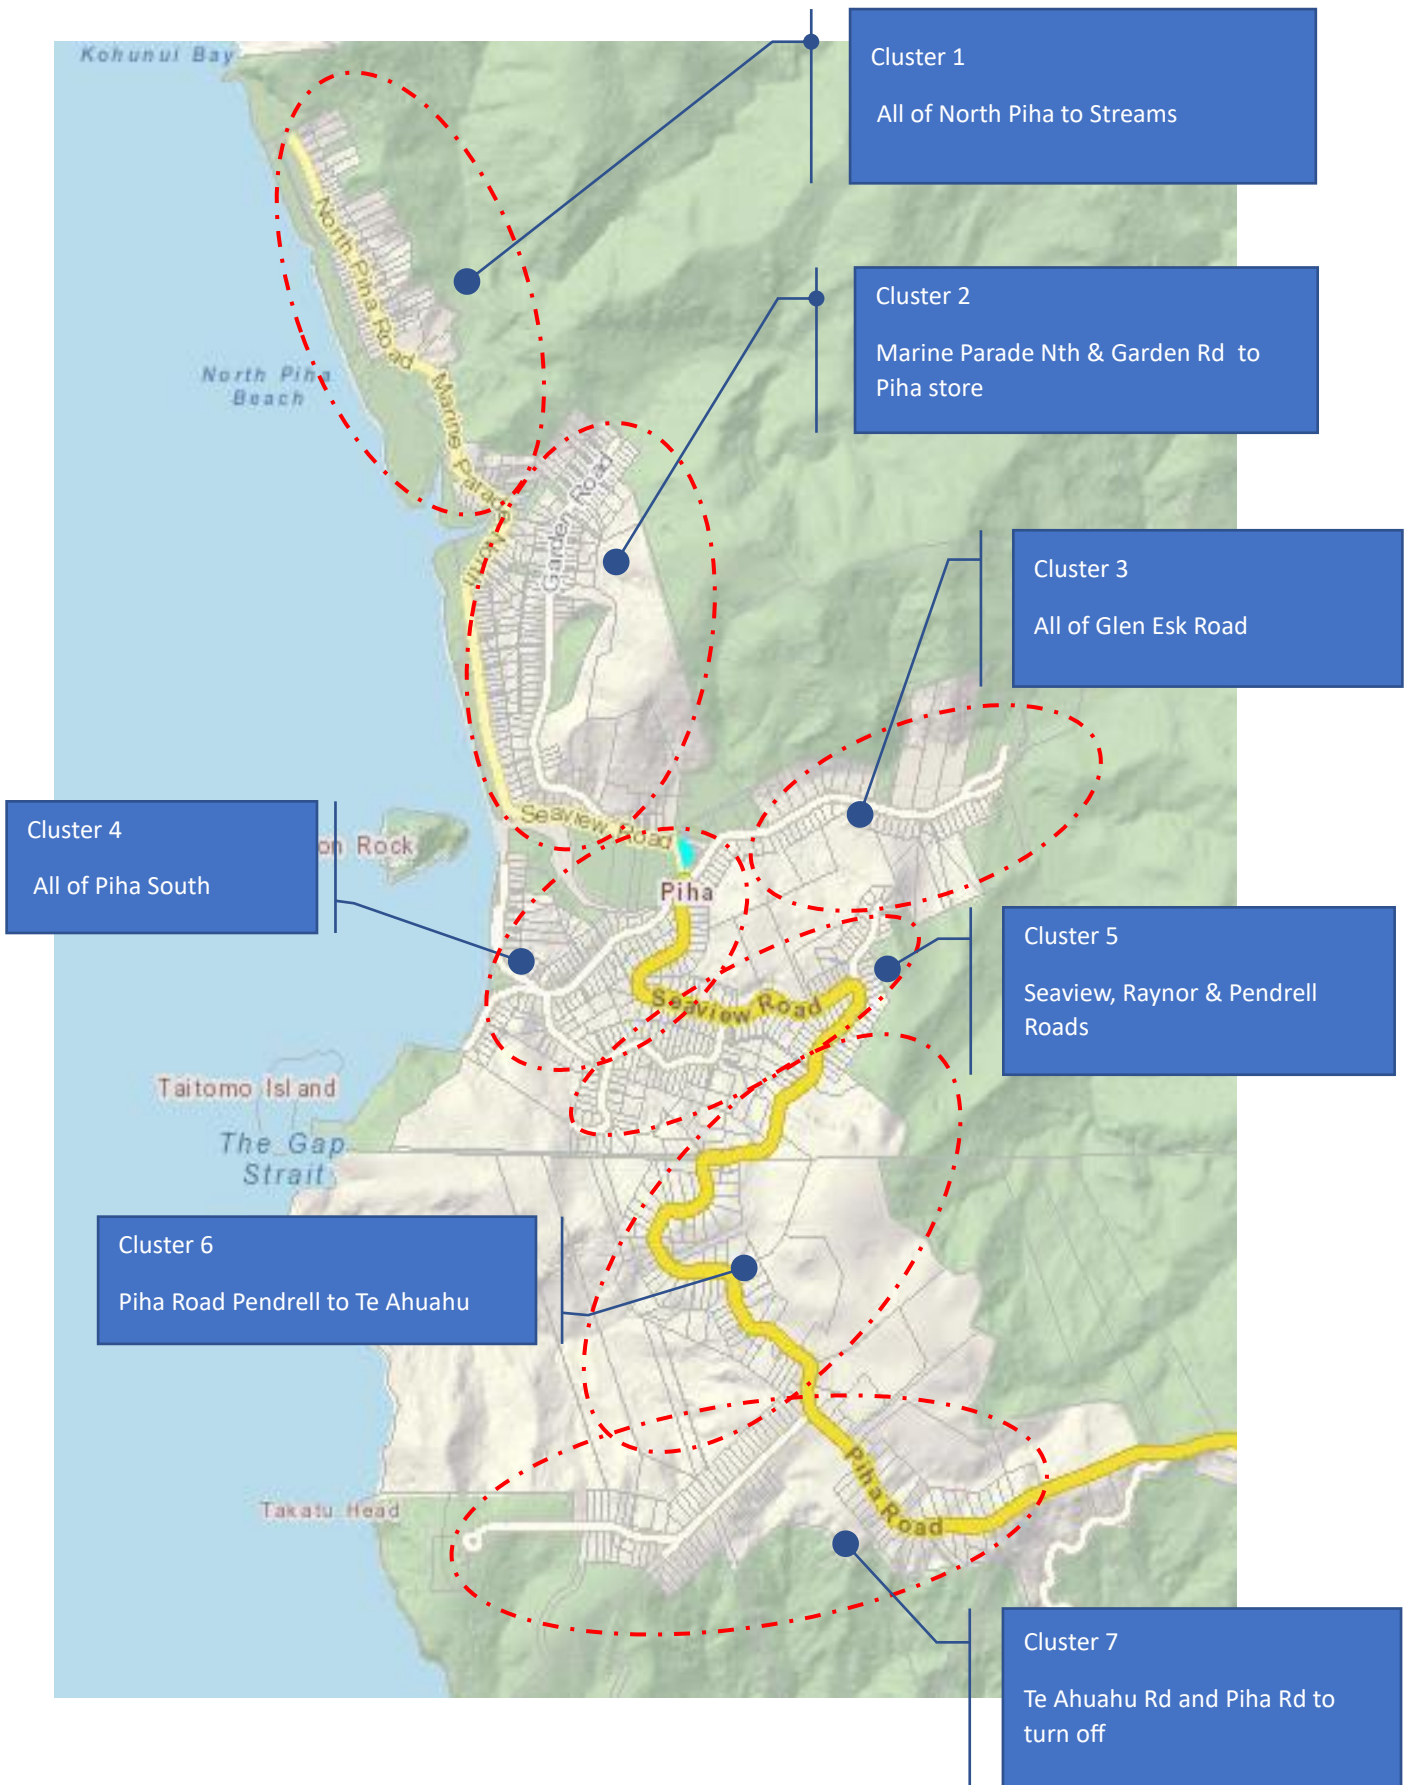 Kohunui Bay
Cluster 1
All of North Piha to Streams
North Piha Road
Cluster 2
Marine Parade Nth & Garden Rd  to
Piha store
North Piha
Beach
Marine Parade North
Garden Road
Cluster 3
All of Glen Esk Road
Cluster 4
All of Piha South
on Rock
Seaview Road
Piha
Cluster 5
Seaview, Raynor & Pendrell
Roads
Seaview Road
Taitomo Island
The Gap
Strait
Cluster 6
Piha Road Pendrell to Te Ahuahu
Piha Road
Takatu Head
Cluster 7
Te Ahuahu Rd and Piha Rd to
turn off